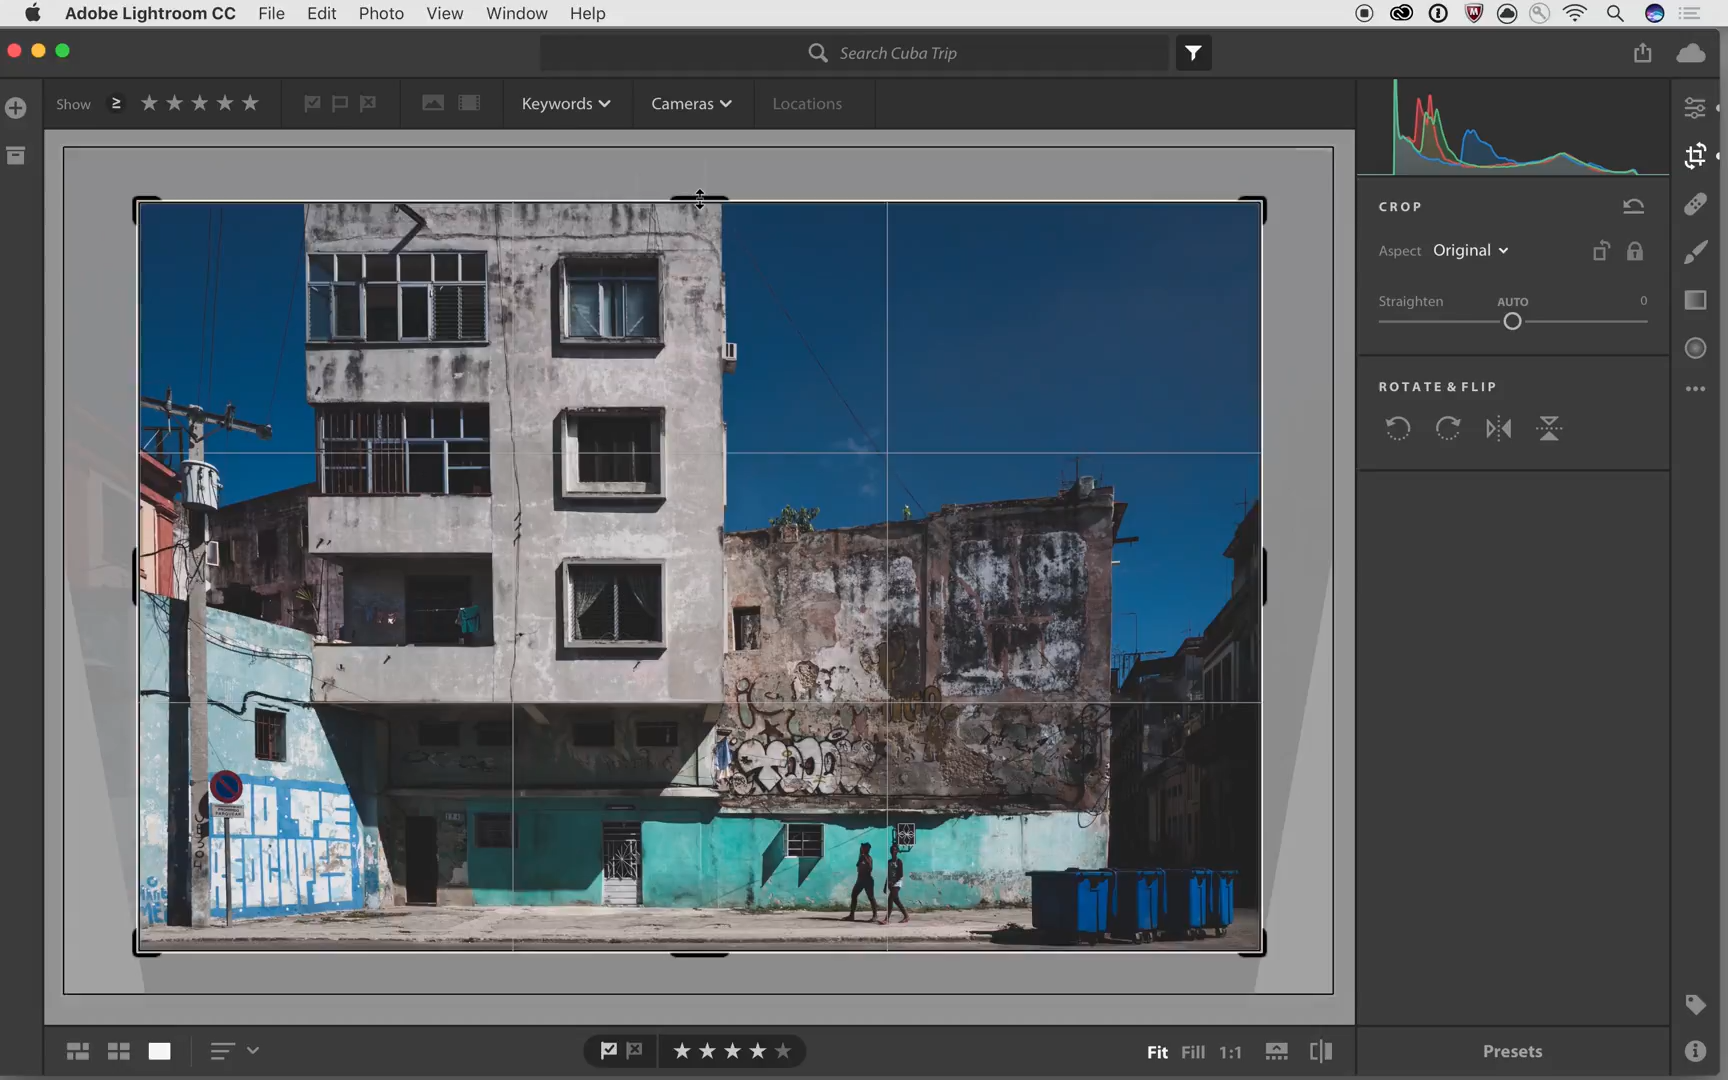 Adobe Lightroom CC File Edit Photo View Window Help
Search Cuba Trip
Show ≥ Keywords Cameras Locations
CROP
Aspect Original
Straighten AUTO 0
ROTATE & FLIP
Fit Fill 1:1 Presets